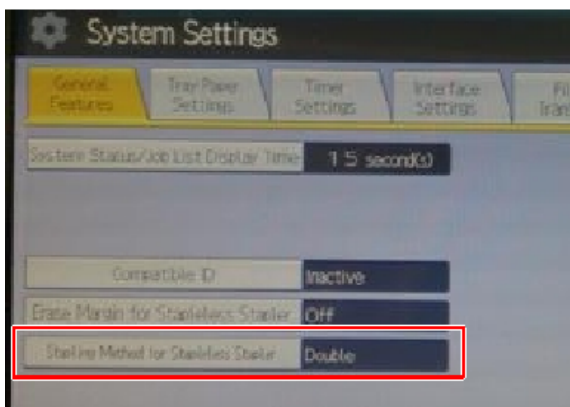 System Settings
General
Features
Tray Paper
Settings
Timer
Settings
Interface
Settings
System Status/Job List Display Time
15 second(s)
Compatible ID
Inactive
Erase Margin for Stapleless Stapler
Off
Stapling Method for Stapleless Stapler
Double